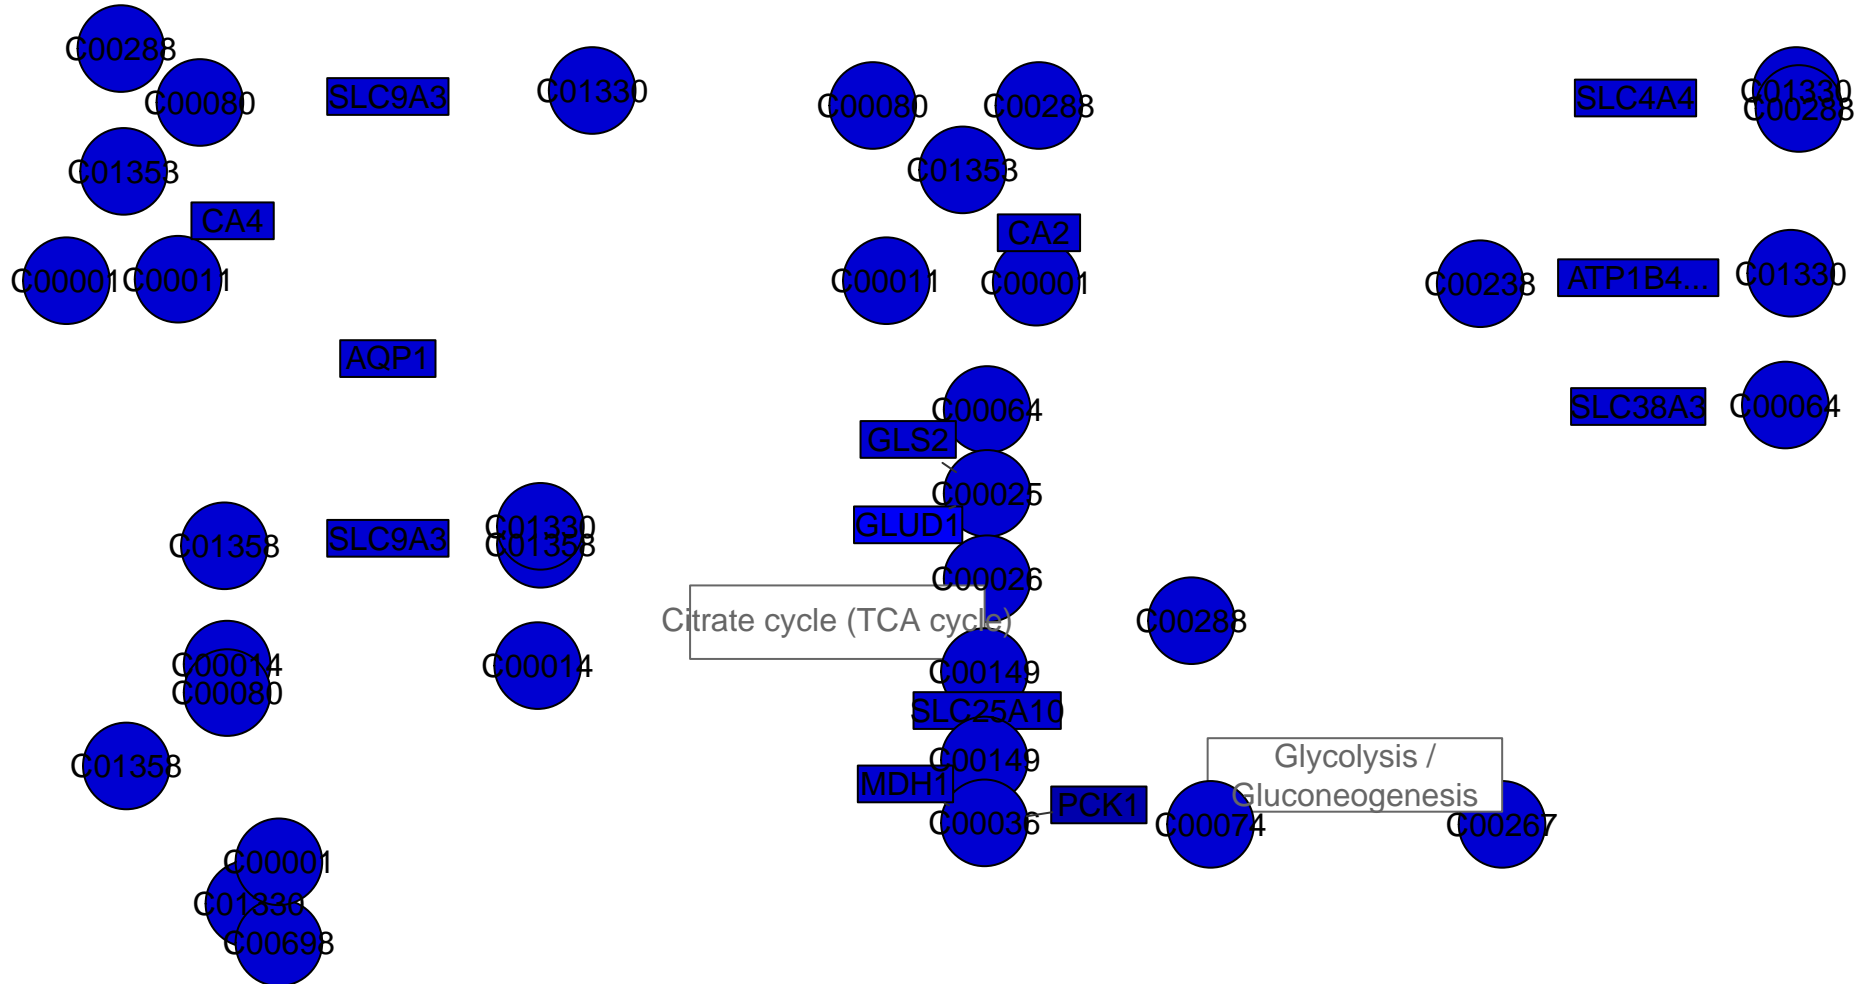 C00288
C00080
SLC9A3
C01330
C00080
C00288
SLC4A4
C01330
C00288
C01353
C01353
CA4
CA2
C00001
C00011
C00011
C00001
C00238
ATP1B4...
C01330
AQP1
C00064
SLC38A3
C00064
GLS2
C00025
GLUD1
C01358
SLC9A3
C01330
C01358
C00026
Citrate cycle (TCA cycle)
C00288
C00014
C00080
C00014
C00149
SLC25A10
C01358
C00149
MDH1
Glycolysis /
Gluconeogenesis
C00036
PCK1
C00074
C00267
C00001
C01330
C00698